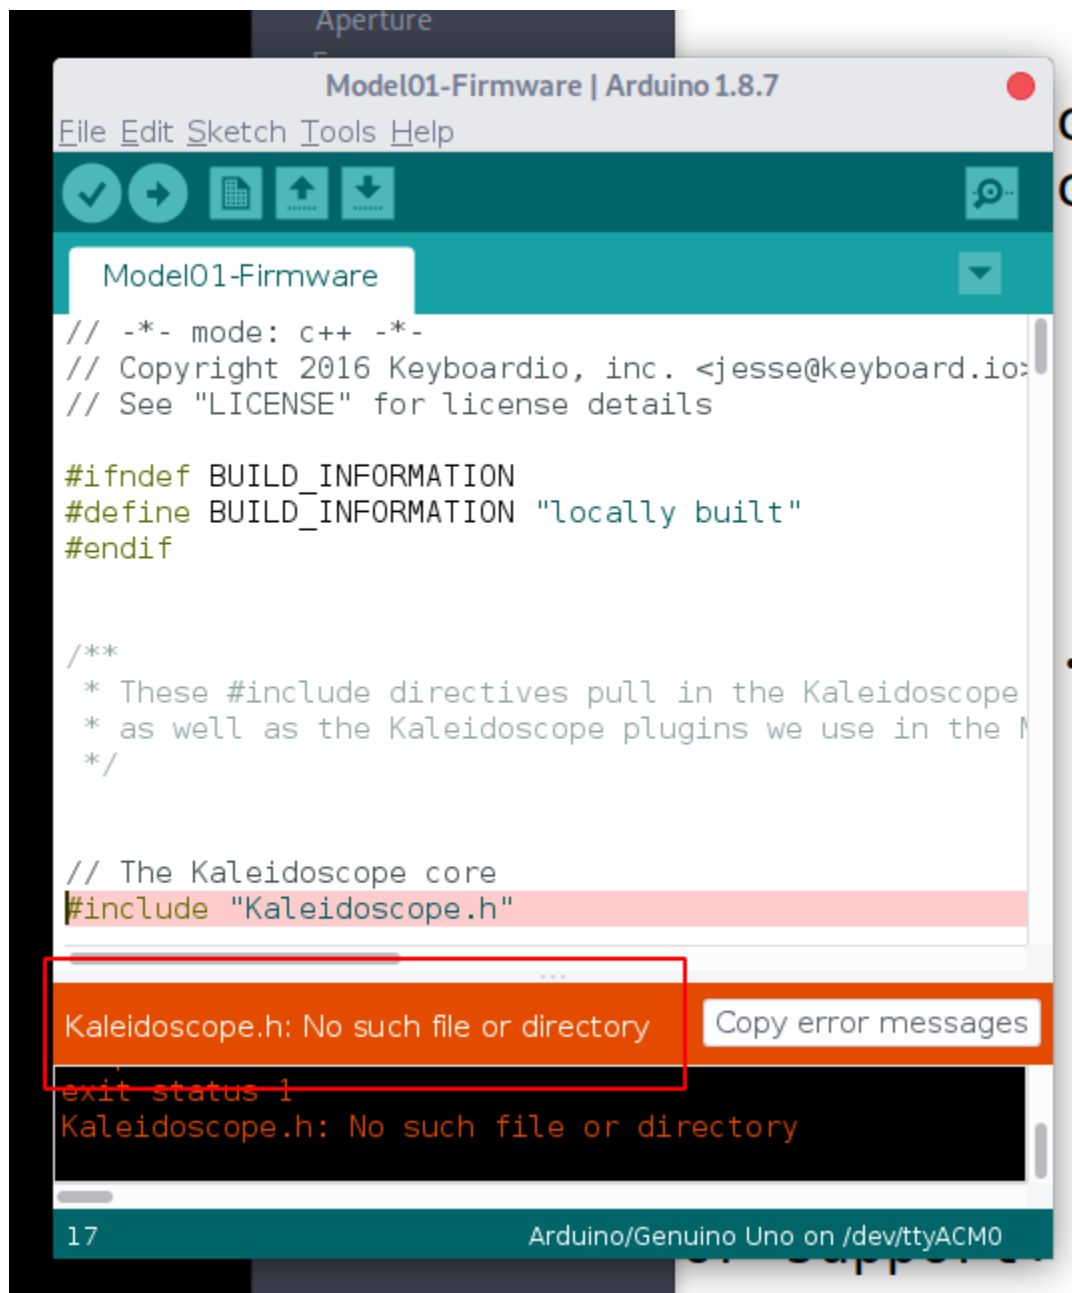 Aperture
Model01-Firmware | Arduino 1.8.7
File Edit Sketch Tools Help
Model01-Firmware
// -*- mode: c++ -*-
// Copyright 2016 Keyboardio, inc. <jesse@keyboard.io>
// See "LICENSE" for license details
#ifndef BUILD_INFORMATION
#define BUILD_INFORMATION "locally built"
#endif
/**
* These #include directives pull in the Kaleidoscope
* as well as the Kaleidoscope plugins we use in the
*/
// The Kaleidoscope core
#include "Kaleidoscope.h"
Kaleidoscope.h: No such file or directory
Copy error messages
exit status 1
Kaleidoscope.h: No such file or directory
17
Arduino/Genuino Uno on /dev/ttyACM0